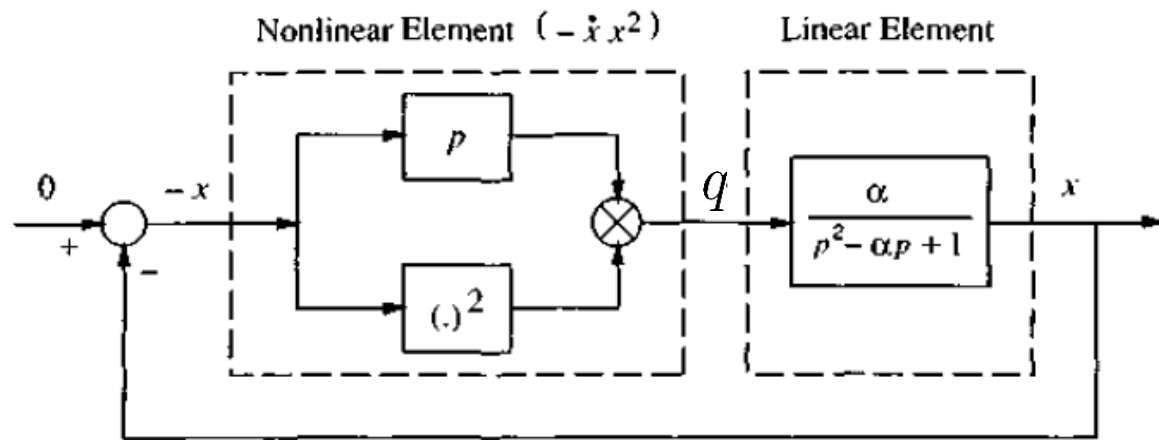 Nonlinear Element (-ẋx²) Linear Element
p
0 -x q α x
+ p²-αp+1
-
(.)²